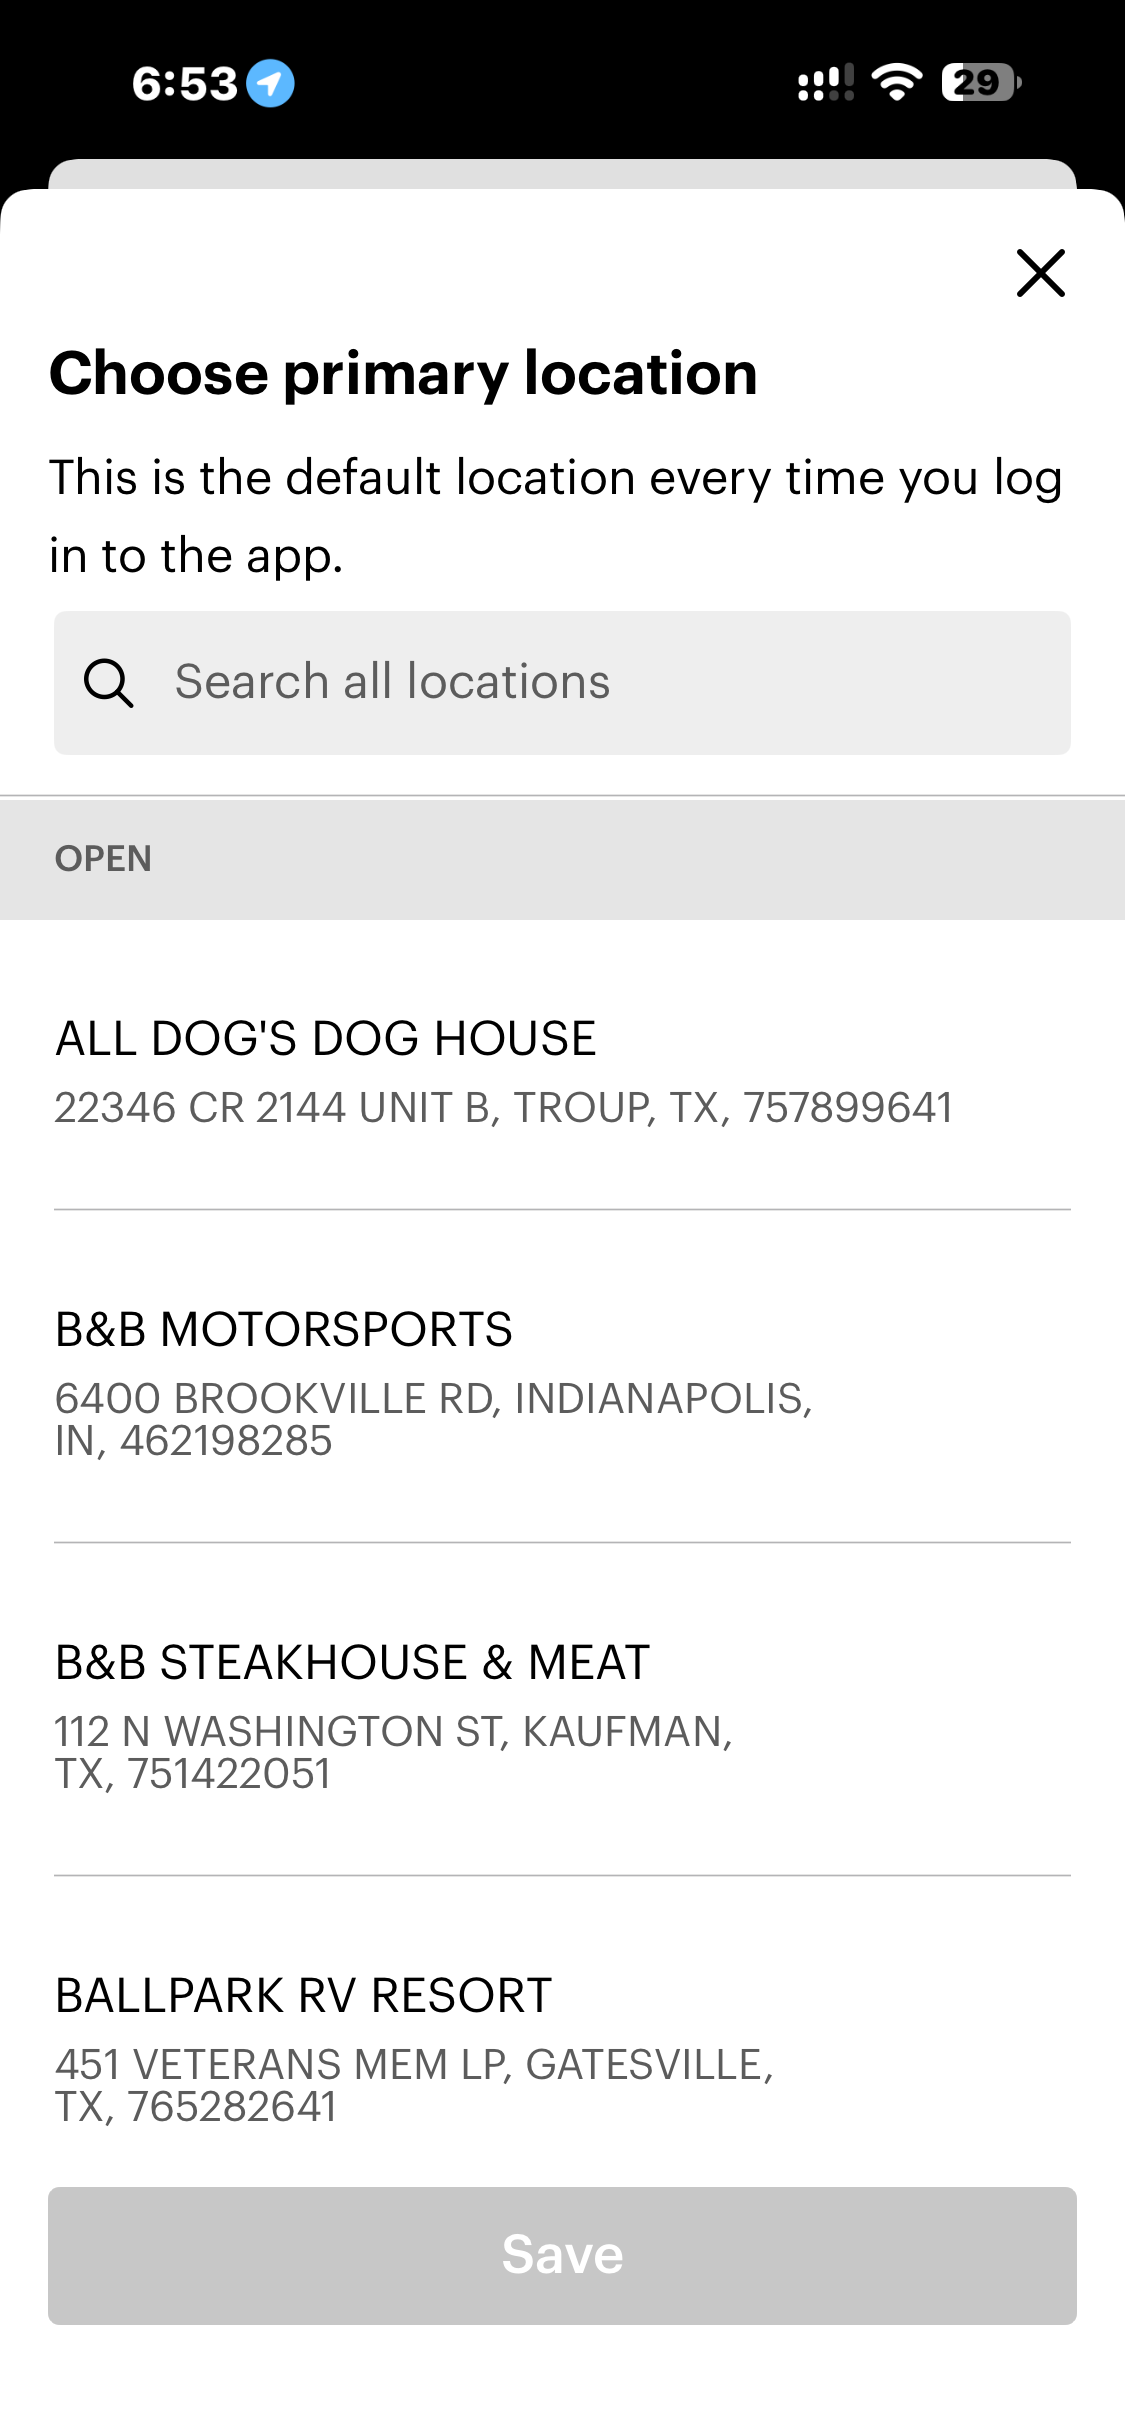 6:53
29
Choose primary location
This is the default location every time you log
in to the app.
Search all locations
OPEN
ALL DOG'S DOG HOUSE
22346 CR 2144 UNIT B, TROUP, TX, 757899641
B&B MOTORSPORTS
6400 BROOKVILLE RD, INDIANAPOLIS,
IN, 462198285
B&B STEAKHOUSE & MEAT
112 N WASHINGTON ST, KAUFMAN,
TX, 751422051
BALLPARK RV RESORT
451 VETERANS MEM LP, GATESVILLE,
TX, 765282641
Save